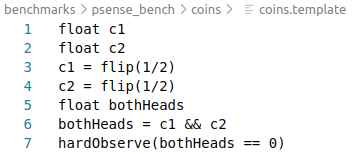 benchmarks > psense_bench > coins > coins.template
1 float c1
2 float c2
3 c1 = flip(1/2)
4 c2 = flip(1/2)
5 float bothHeads
6 bothHeads = c1 && c2
7 hardObserve(bothHeads == 0)